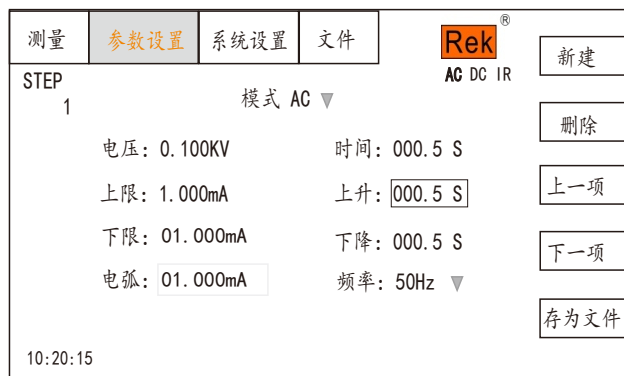 测量 参数设置 系统设置 文件 Rek®
AC DC IR
STEP
1
模式 AC ▼
电压: 0.100KV 时间: 000.5 S
上限: 1.000mA 上升: 000.5 S
下限: 01.000mA 下降: 000.5 S
电弧: 01.000mA 频率: 50Hz ▼
10:20:15
新建
删除
上一项
下一项
存为文件